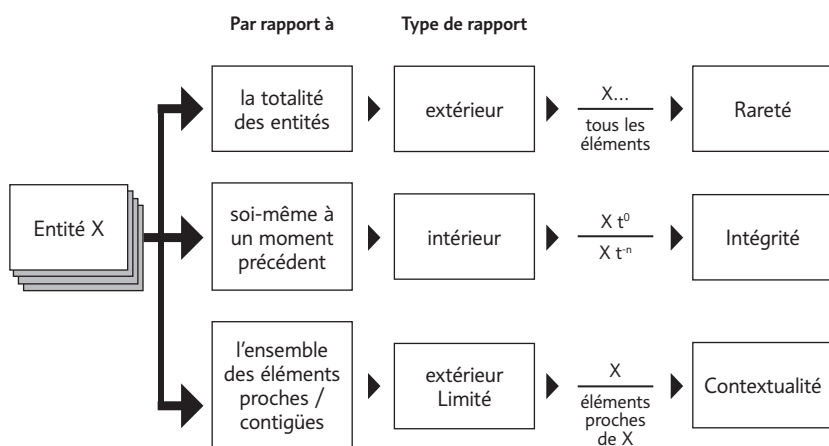 Par rapport à
Type de rapport
Entité X
la totalité
des entités
extérieur
X...
tous les
éléments
Rareté
soi-même à
un moment
précédent
intérieur
X t⁰
X t⁻ⁿ
Intégrité
l'ensemble
des éléments
proches /
contigües
extérieur
Limité
X
éléments
proches
de X
Contextualité